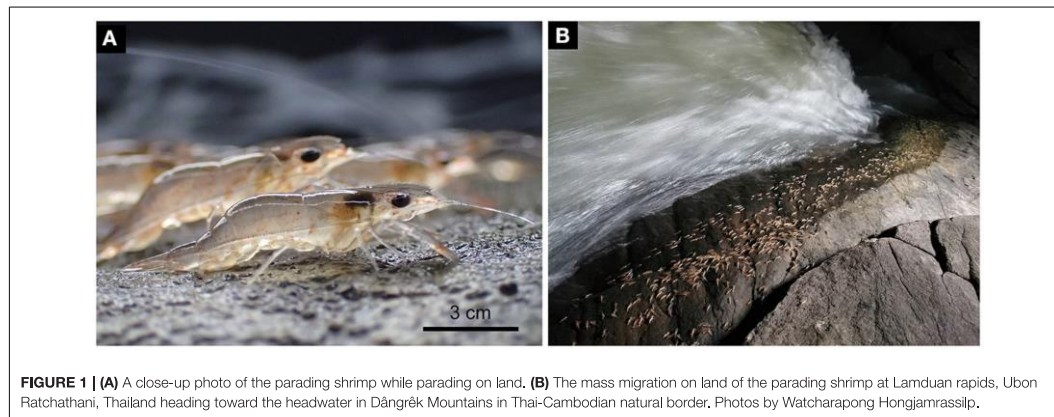 A
B
3 cm
FIGURE 1 | (A) A close-up photo of the parading shrimp while parading on land. (B) The mass migration on land of the parading shrimp at Lamduan rapids, Ubon
Ratchathani, Thailand heading toward the headwater in Dângrêk Mountains in Thai-Cambodian natural border. Photos by Watcharapong Hongjamrassilp.